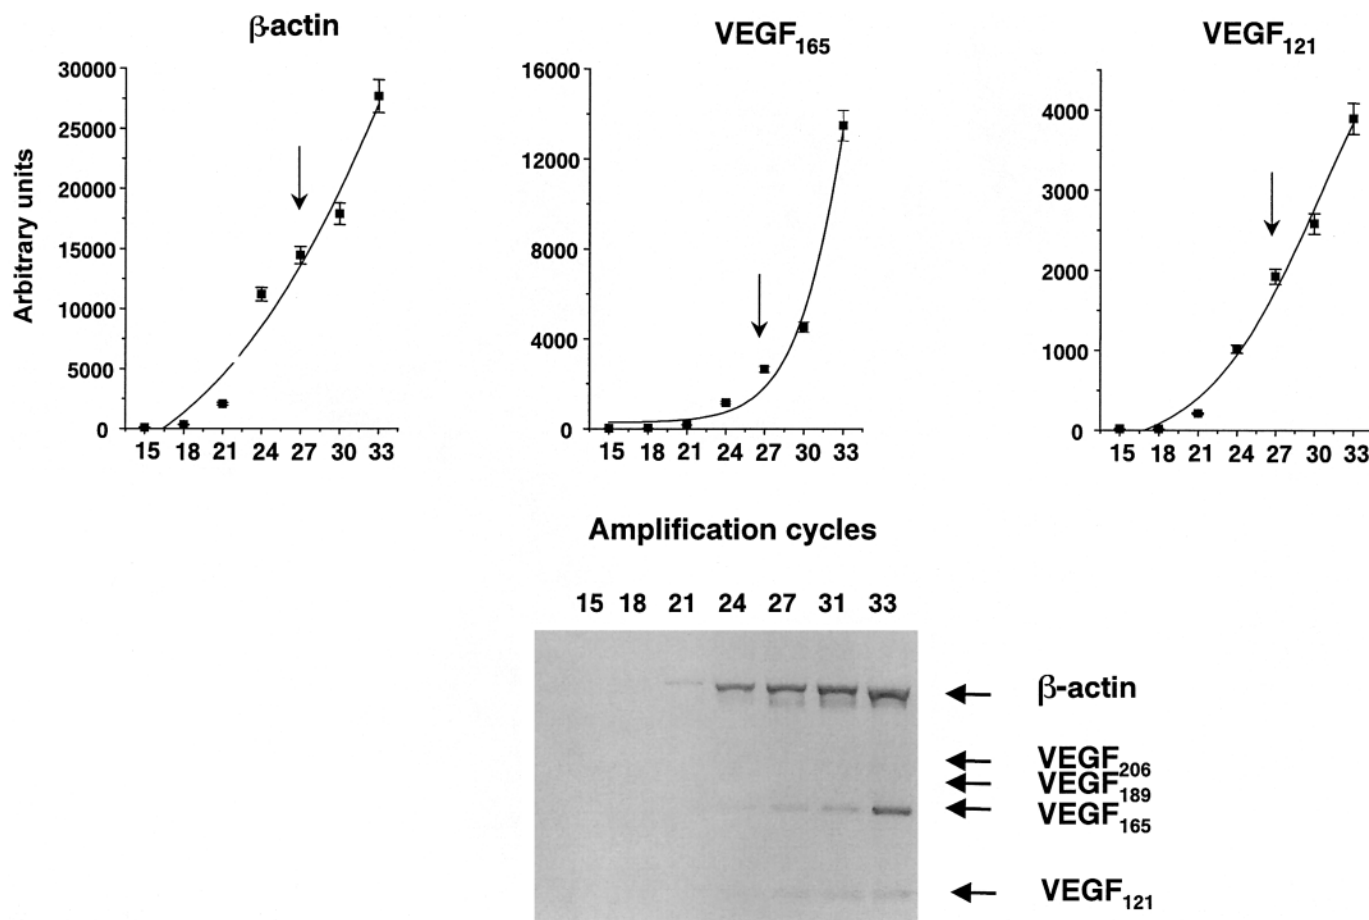 β-actin
VEGF165
VEGF121
Arbitrary units
30000
25000
20000
15000
10000
5000
0
15 18 21 24 27 30 33
16000
12000
8000
4000
0
15 18 21 24 27 30 33
4000
3000
2000
1000
0
15 18 21 24 27 30 33
Amplification cycles
15 18 21 24 27 31 33
β-actin
VEGF206
VEGF189
VEGF165
VEGF121